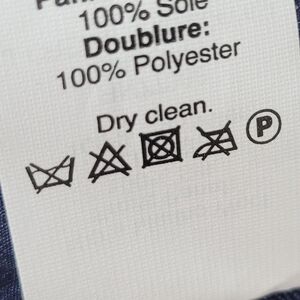 100% Soie
Doublure:
100% Polyester
Dry clean.
P